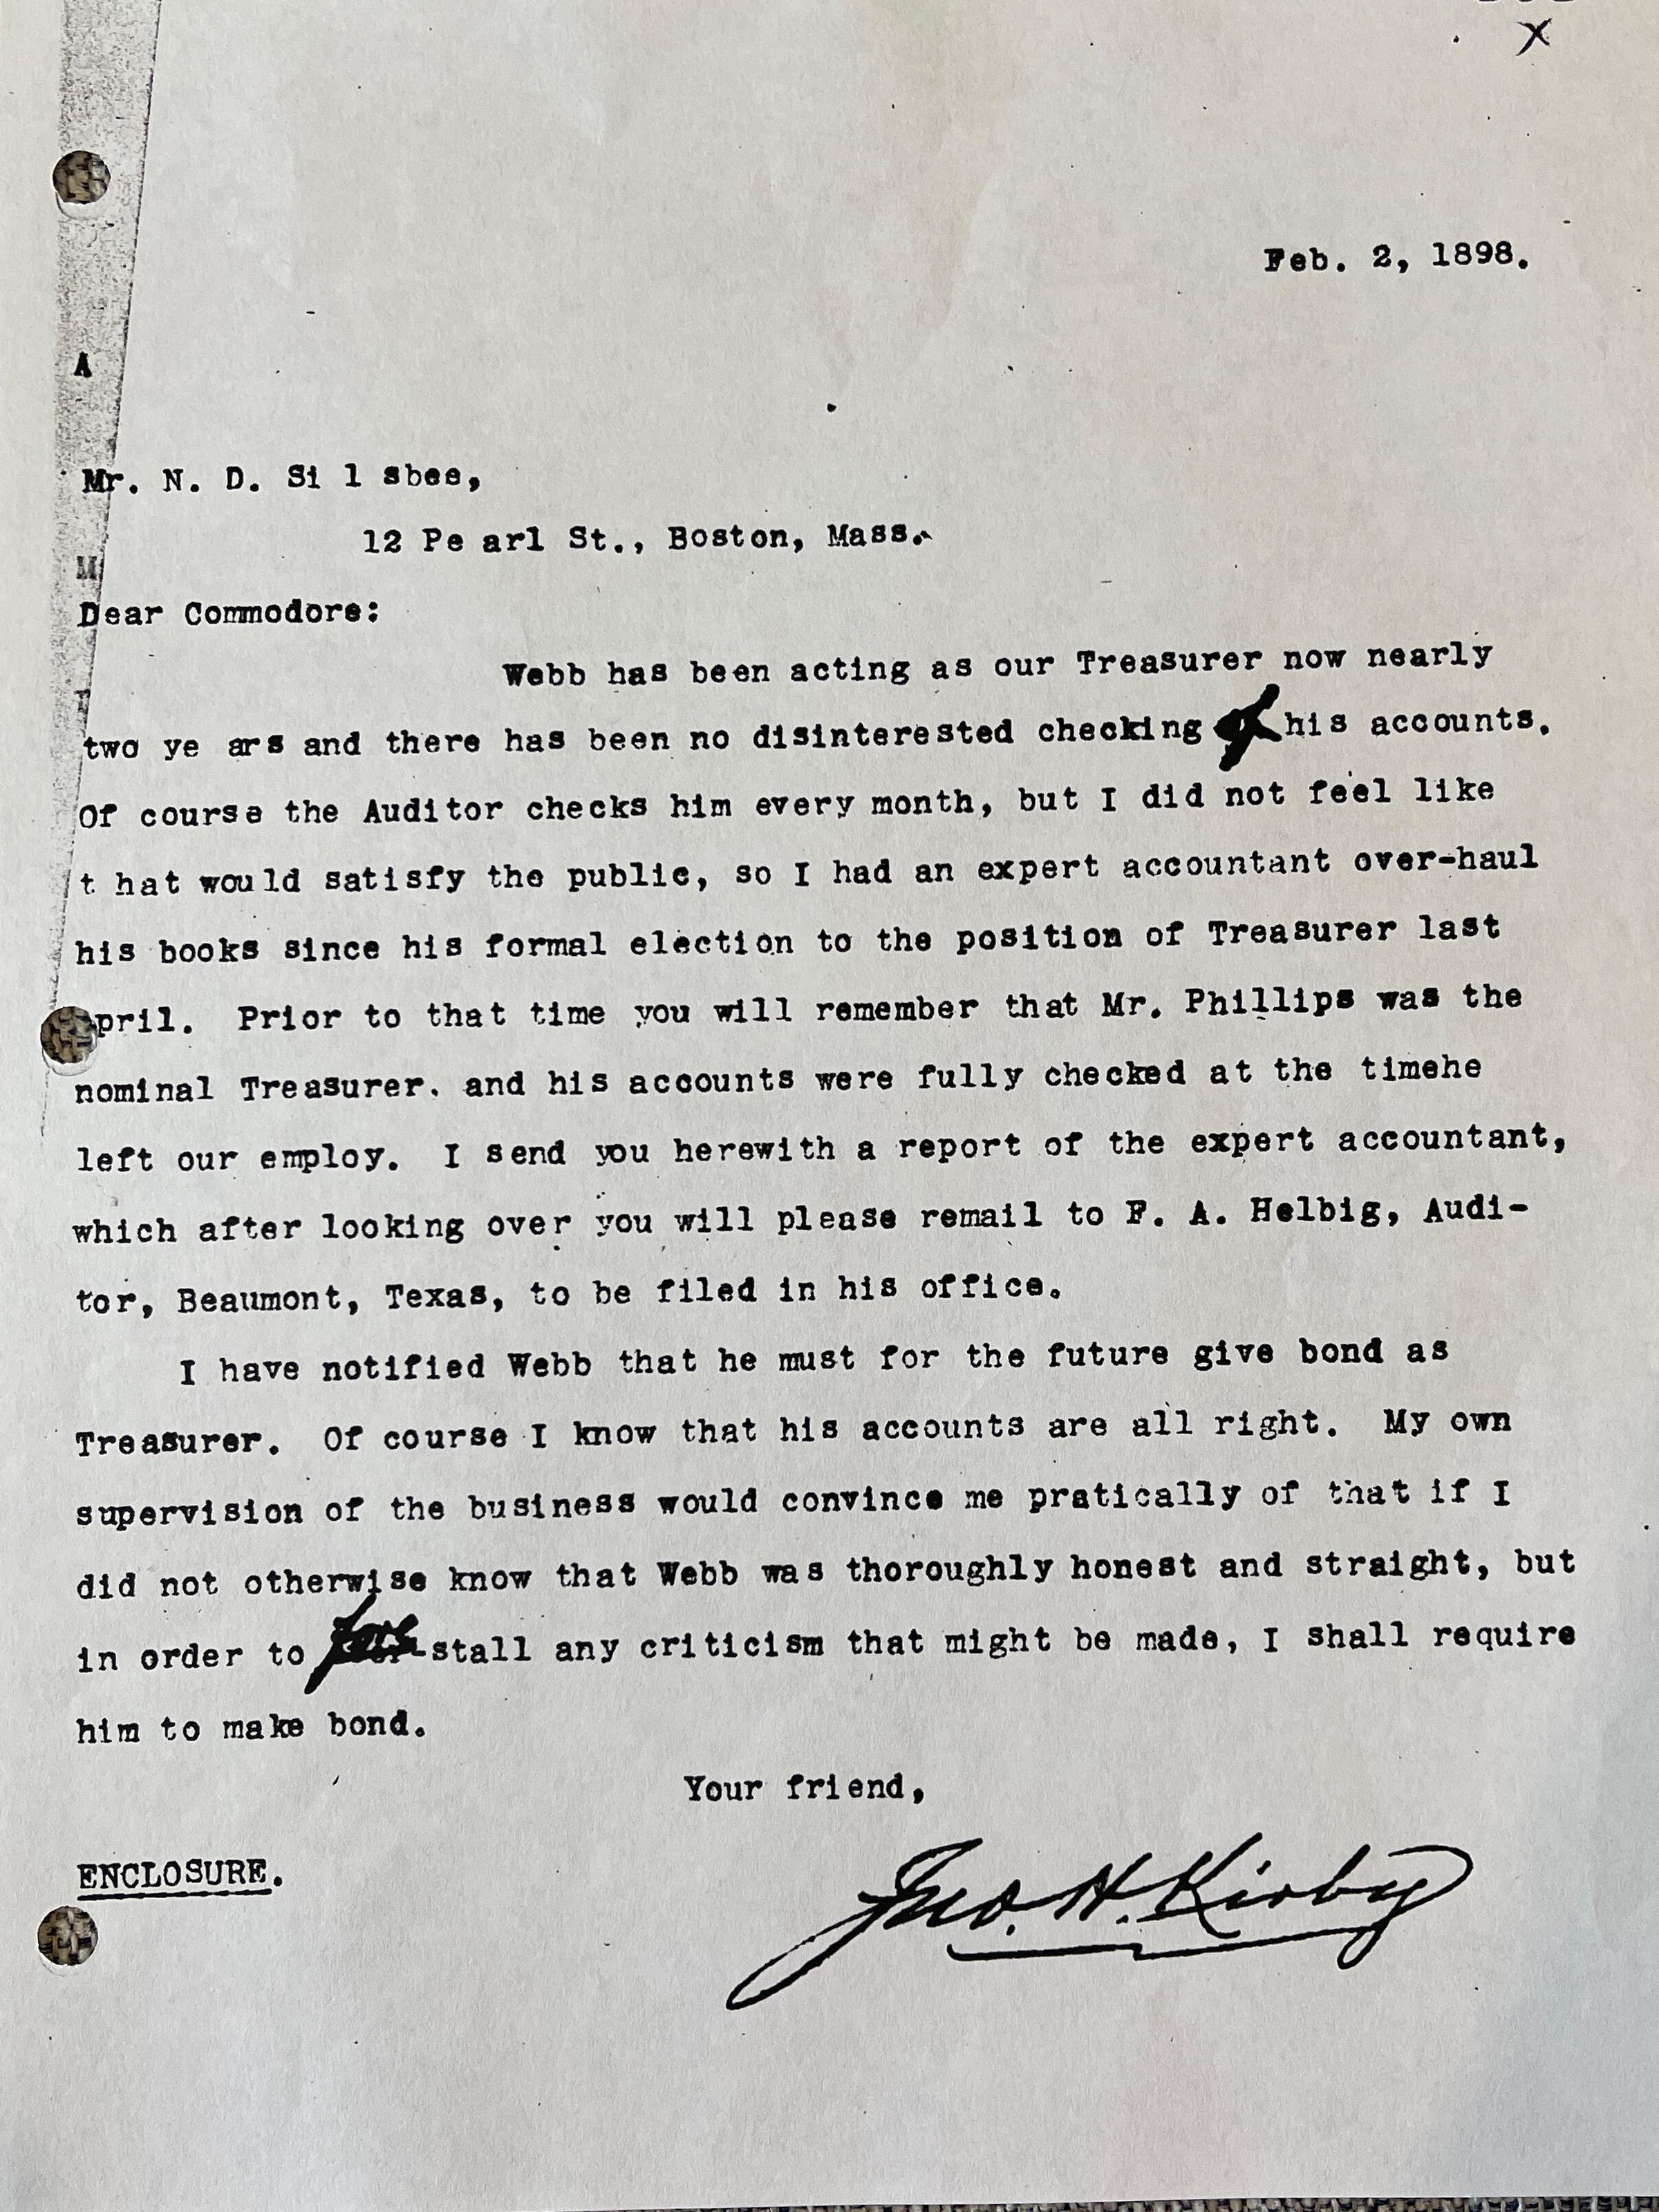 X
Feb. 2, 1898.
A
Mr. N. D. Si l sbee,
12 Pe arl St., Boston, Mass.
M
Dear Commodore:
Webb has been acting as our Treasurer now nearly
two ye ars and there has been no disinterested checking of his accounts.
Of course the Auditor checks him every month, but I did not feel like
t hat would satisfy the public, so I had an expert accountant over-haul
his books since his formal election to the position of Treasurer last
April. Prior to that time you will remember that Mr. Phillips was the
nominal Treasurer. and his accounts were fully checked at the timehe
left our employ. I send you herewith a report of the expert accountant,
which after looking over you will please remail to F. A. Helbig, Audi-
tor, Beaumont, Texas, to be filed in his office.
I have notified Webb that he must for the future give bond as
Treasurer. Of course I know that his accounts are all right. My own
supervision of the business would convince me pratically of that if I
did not otherwise know that Webb was thoroughly honest and straight, but
in order to forestall any criticism that might be made, I shall require
him to make bond.
Your friend,
ENCLOSURE.
Jno. H. Kirby